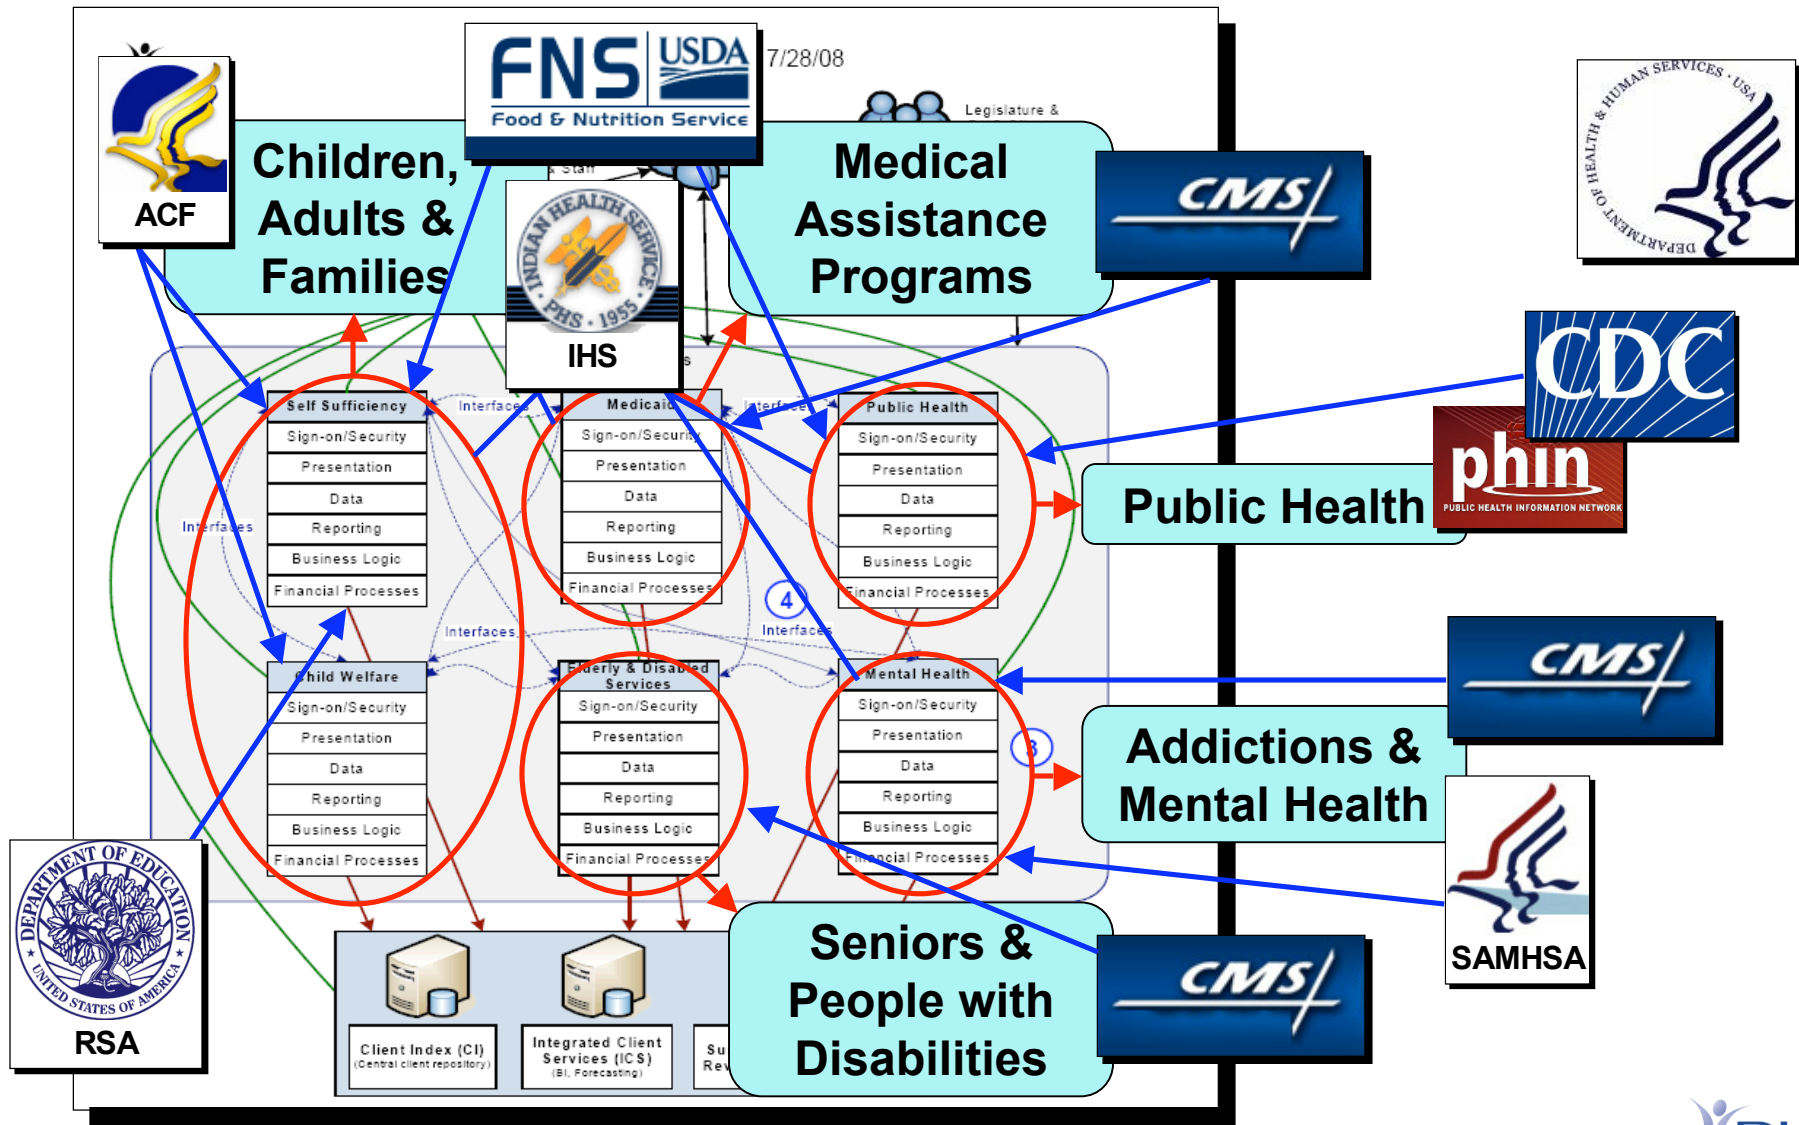 7/28/08
FNS USDA
Food & Nutrition Service
ACF
Children,
Adults &
Families
& Staff
Legislature &
Medical
Assistance
Programs
CMS
DEPARTMENT OF HEALTH & HUMAN SERVICES · USA
INDIAN HEALTH SERVICE · PHS · 1955
IHS
CDC
phin
PUBLIC HEALTH INFORMATION NETWORK
Public Health
Self Sufficiency
Sign-on/Security
Presentation
Data
Reporting
Business Logic
Financial Processes
Interfaces
Medicaid
Sign-on/Security
Presentation
Data
Reporting
Business Logic
Financial Processes
Interfaces
Public Health
Sign-on/Security
Presentation
Data
Reporting
Business Logic
Financial Processes
Interfaces
4
Interfaces
Interfaces
Child Welfare
Sign-on/Security
Presentation
Data
Reporting
Business Logic
Financial Processes
Elderly & Disabled
Services
Sign-on/Security
Presentation
Data
Reporting
Business Logic
Financial Processes
Mental Health
Sign-on/Security
Presentation
Data
Reporting
Business Logic
Financial Processes
3
CMS
Addictions &
Mental Health
SAMHSA
DEPARTMENT OF EDUCATION
UNITED STATES OF AMERICA
RSA
Client Index (CI)
(Central client repository)
Integrated Client
Services (ICS)
(BI, Forecasting)
Seniors &
People with
Disabilities
CMS